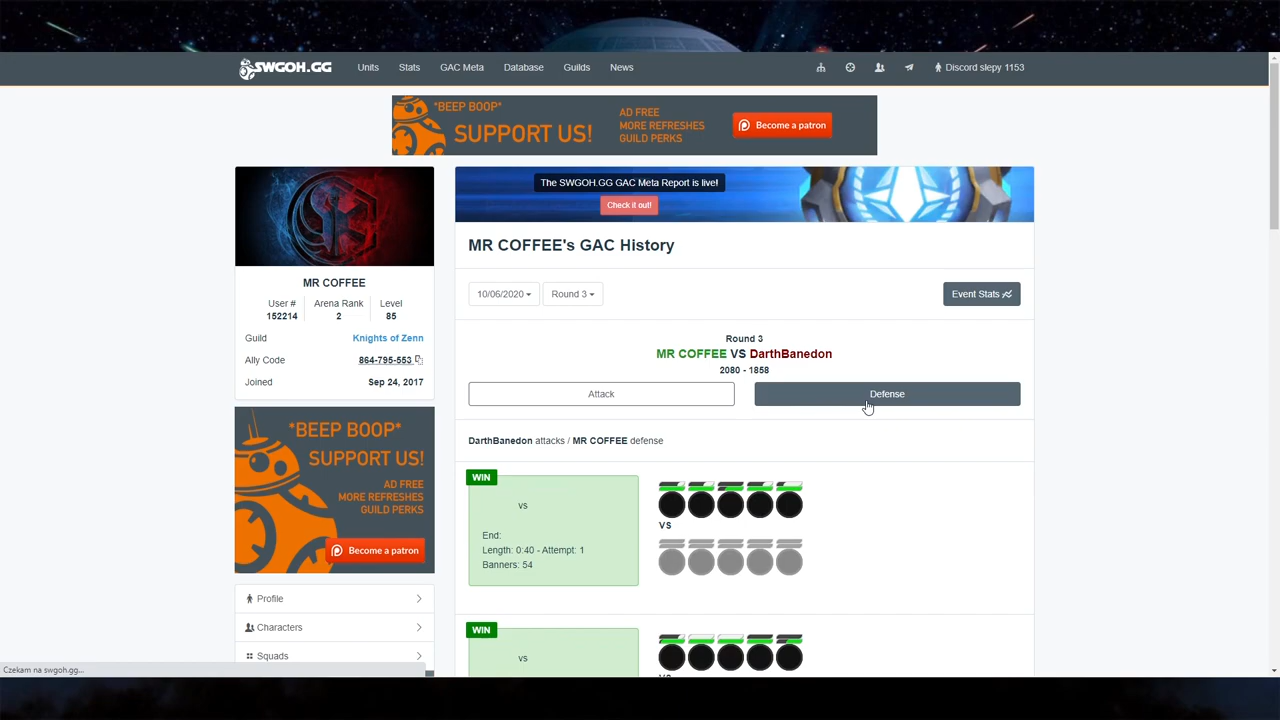 SWGOH.GG
Units
Stats
GAC Meta
Database
Guilds
News
Discord slepy 1153
*BEEP BOOP*
SUPPORT US!
AD FREE
MORE REFRESHES
GUILD PERKS
Become a patron
MR COFFEE
User #
Arena Rank
Level
152214
2
85
Guild
Knights of Zenn
Ally Code
864-795-553
Joined
Sep 24, 2017
*BEEP BOOP*
SUPPORT US!
AD FREE
MORE REFRESHES
GUILD PERKS
Become a patron
Profile
Characters
Squads
The SWGOH.GG GAC Meta Report is live!
Check it out!
MR COFFEE's GAC History
10/06/2020
Round 3
Event Stats
Round 3
MR COFFEE VS DarthBanedon
2080 - 1858
Attack
Defense
DarthBanedon attacks / MR COFFEE defense
WIN
vs
End:
Length: 0:40 - Attempt: 1
Banners: 54
VS
WIN
vs
VS
Czekam na swgoh.gg...